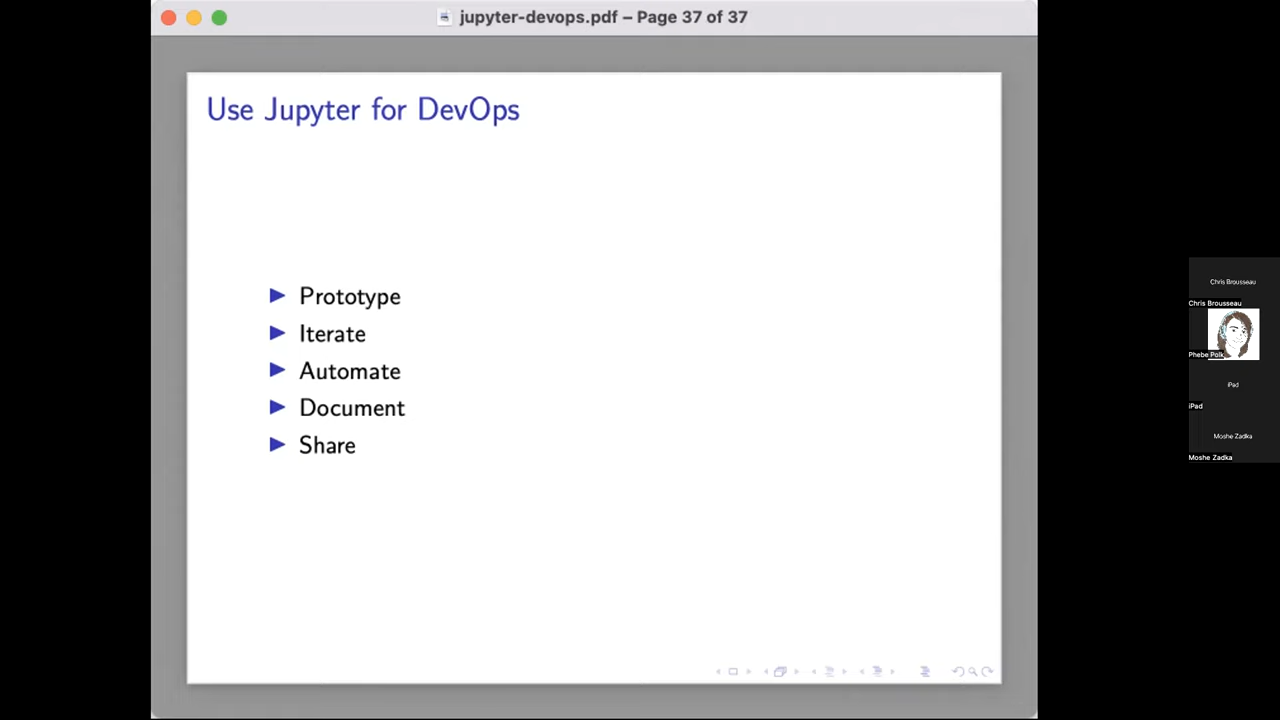 jupyter-devops.pdf – Page 37 of 37
Use Jupyter for DevOps
Prototype
Iterate
Automate
Document
Share
Chris Brousseau
Chris Brousseau
Phebe Polk
iPad
iPad
Moshe Zadka
Moshe Zadka